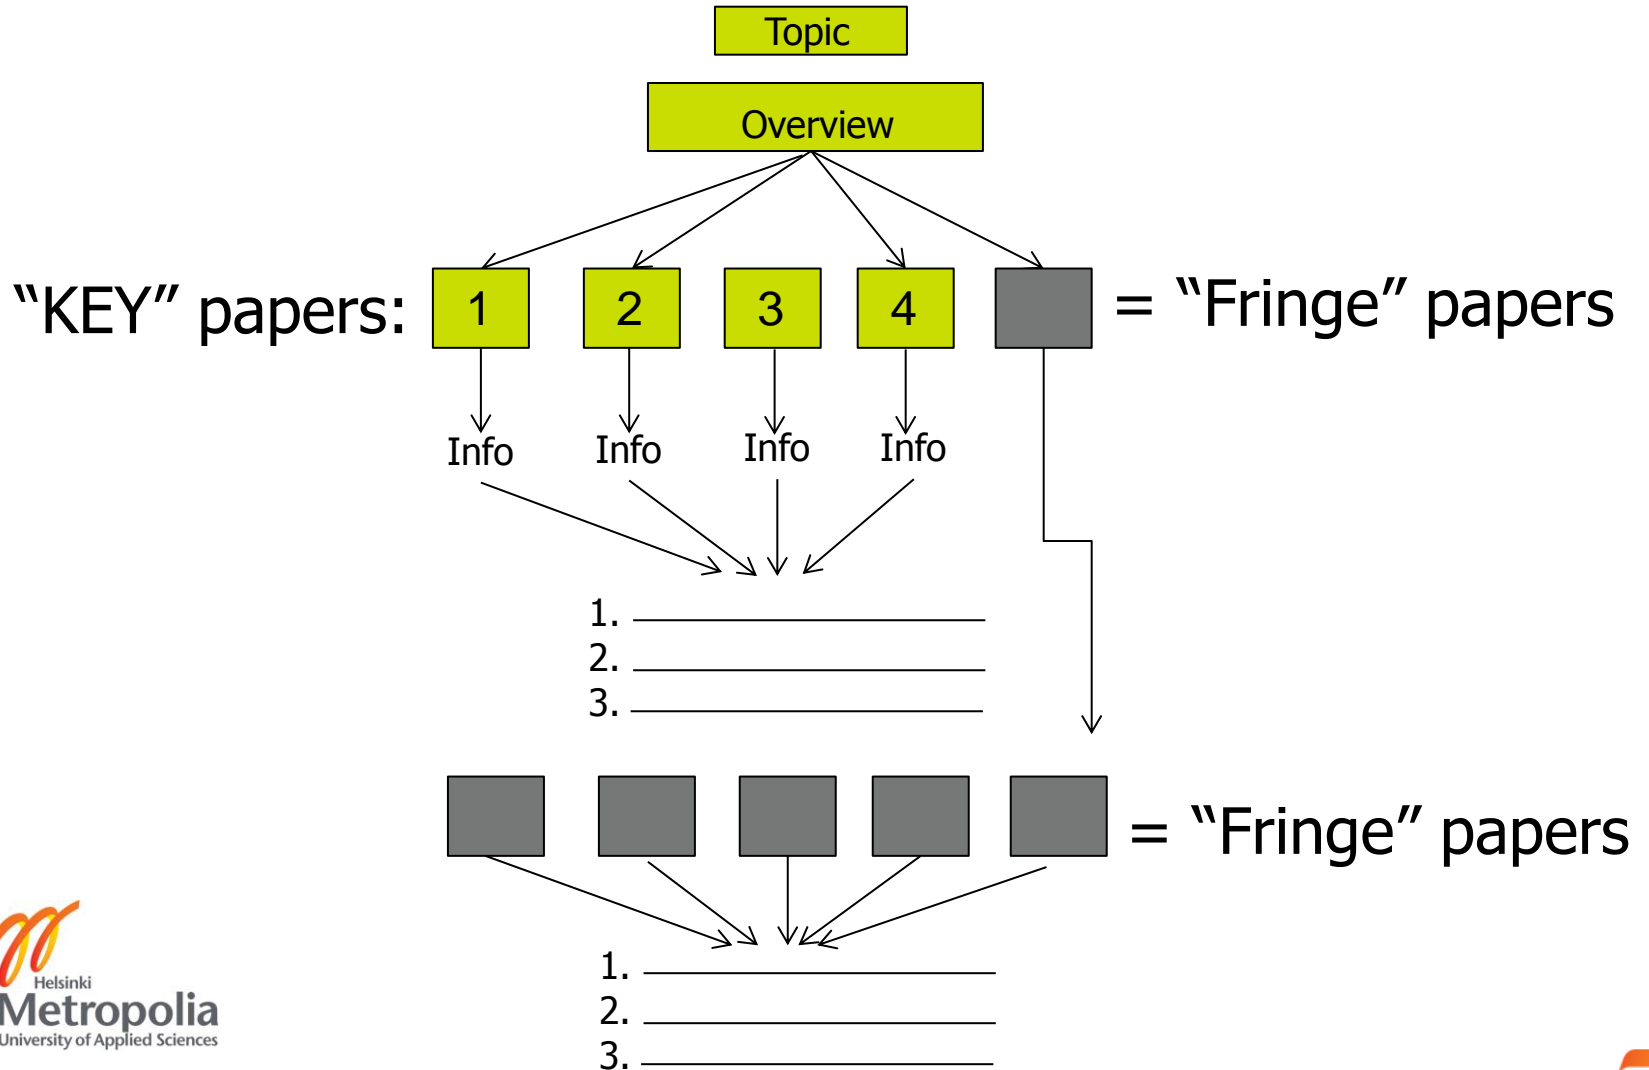 Topic
Overview
“KEY” papers:
1
2
3
4
= “Fringe” papers
Info
Info
Info
Info
1.
2.
3.
= “Fringe” papers
1.
2.
3.
Helsinki
Metropolia
University of Applied Sciences